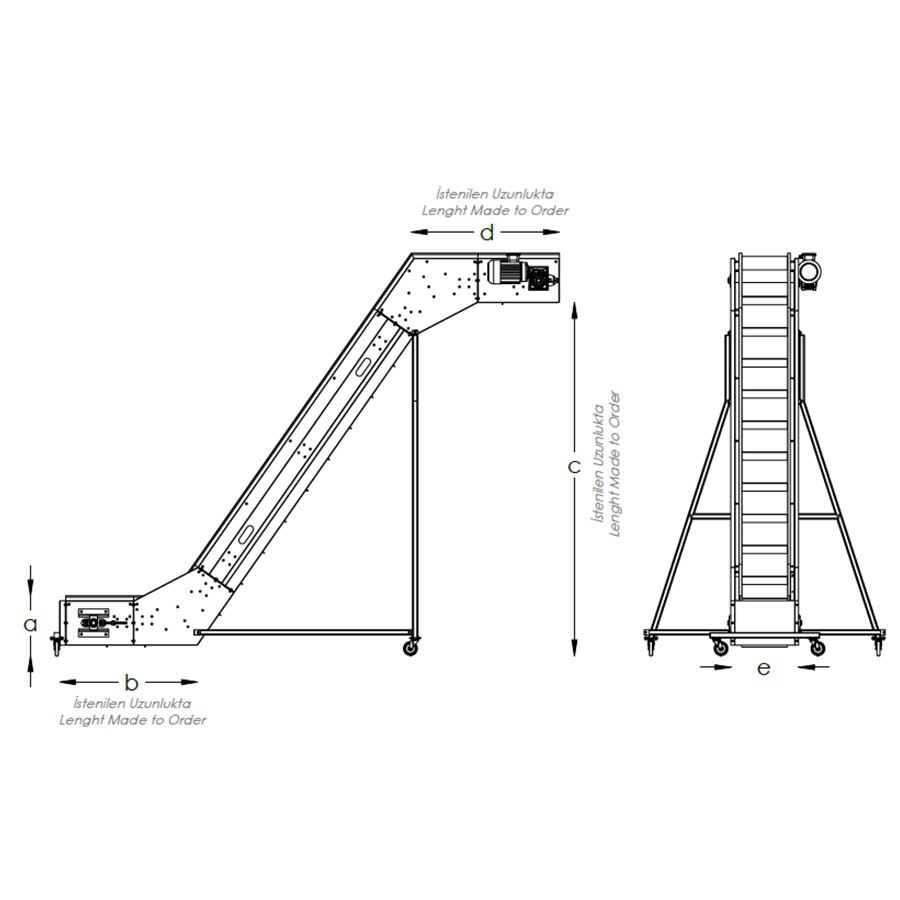 İstenilen Uzunlukta
Lenght Made to Order
d
c
İstenilen Uzunlukta
Lenght Made to Order
a
b
İstenilen Uzunlukta
Lenght Made to Order
e